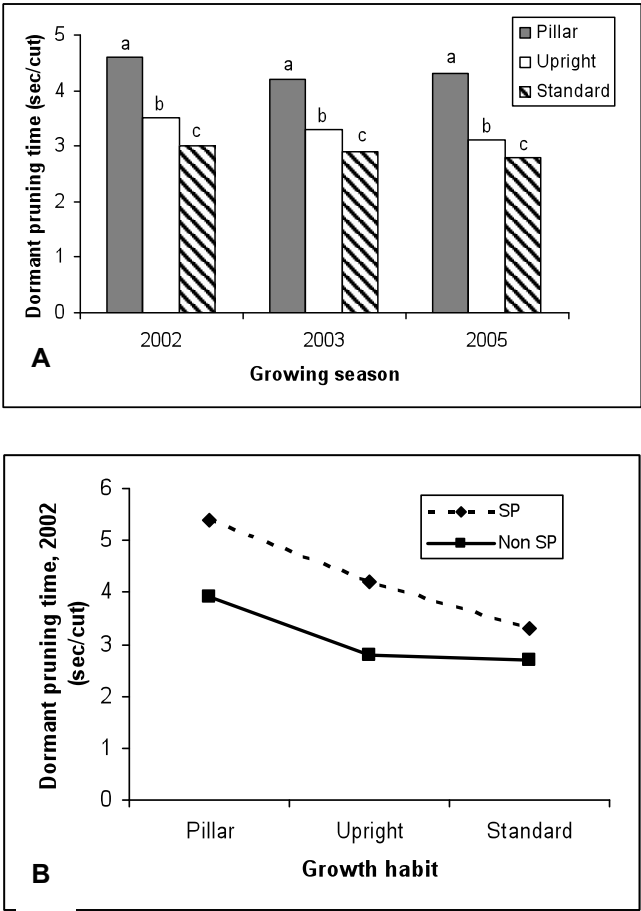 Dormant pruning time (sec/cut)
5
4
3
2
1
0
a
b
c
a
b
c
a
b
c
Pillar
Upright
Standard
2002
2003
2005
Growing season
A
Dormant pruning time, 2002
(sec/cut)
6
5
4
3
2
1
0
SP
Non SP
Pillar
Upright
Standard
Growth habit
B